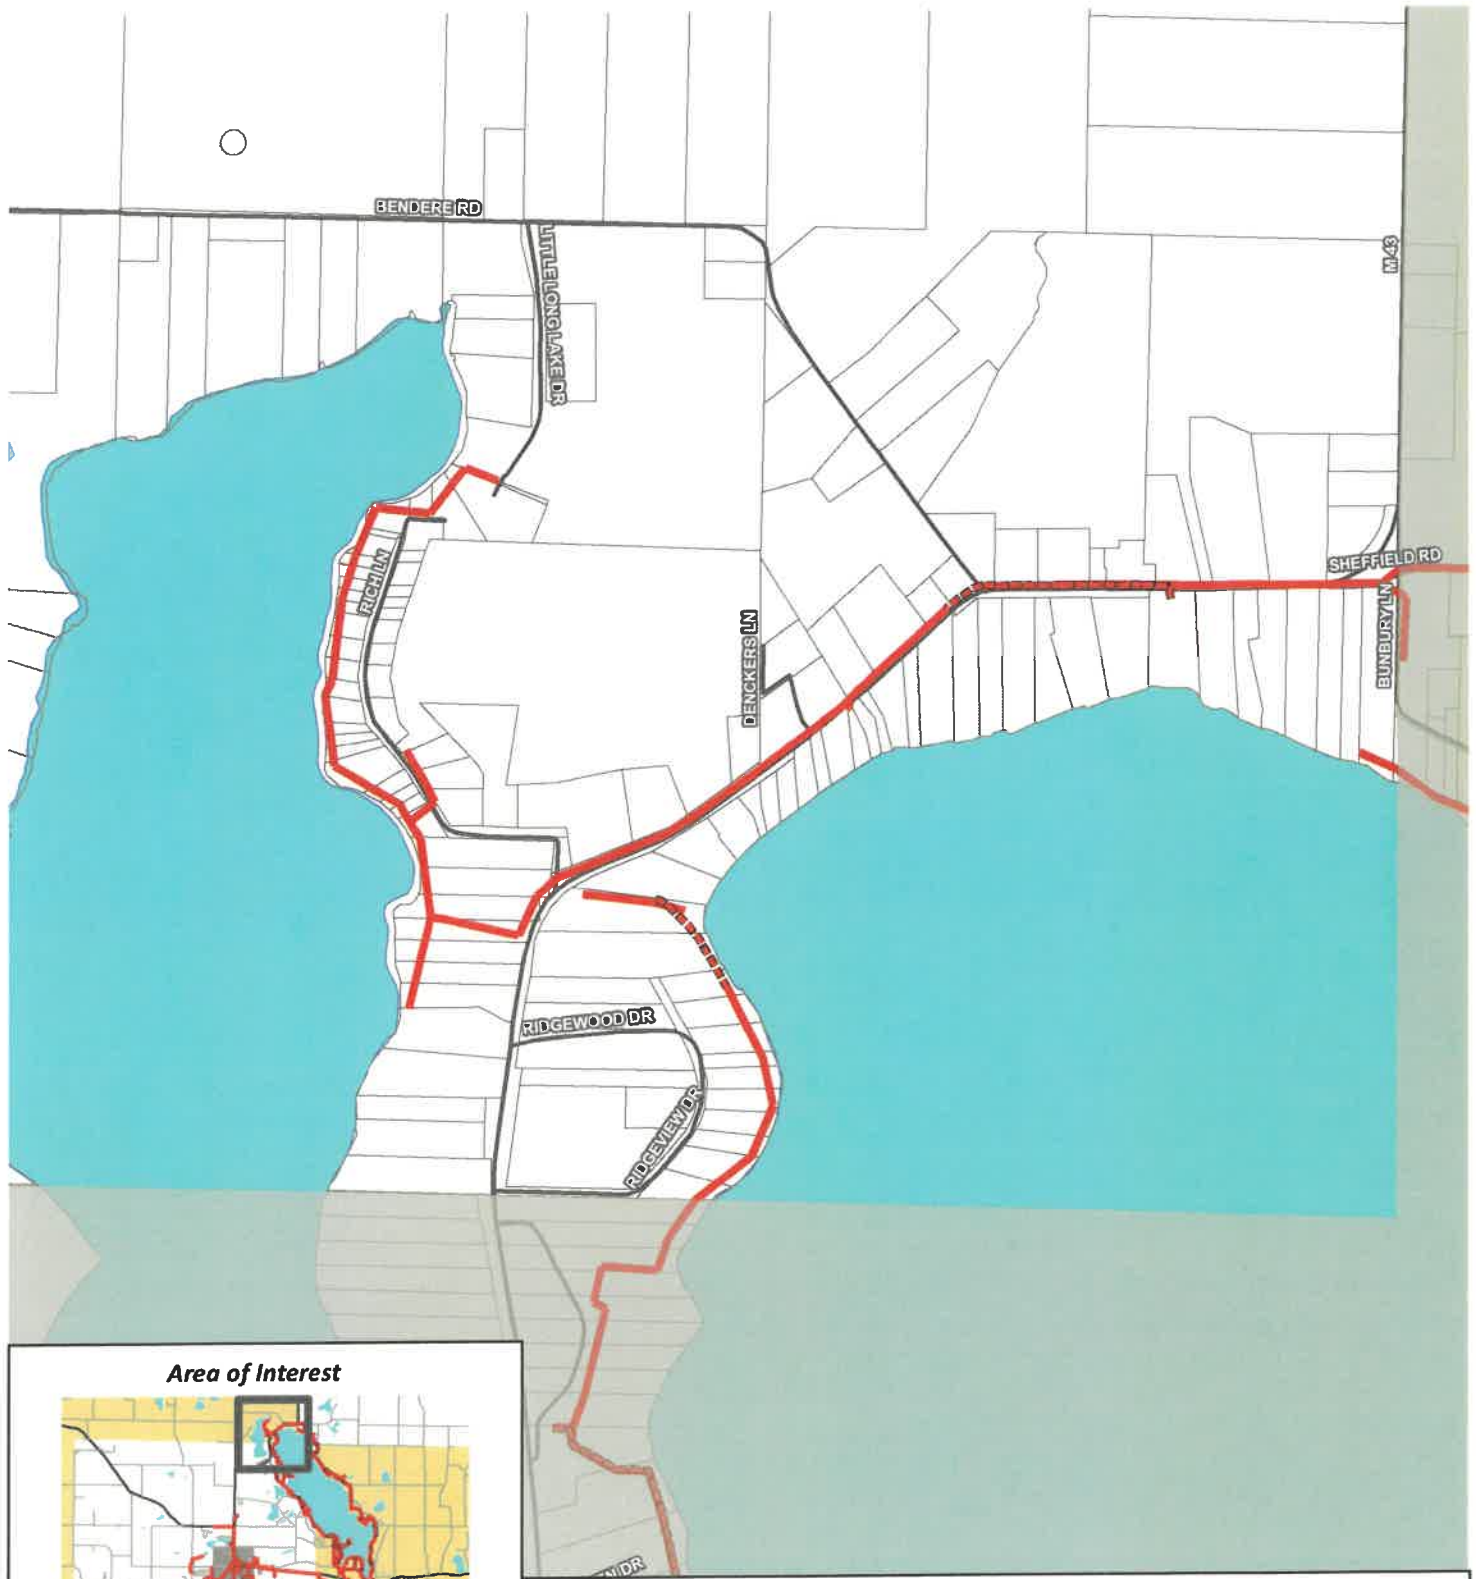 BENDERE RD
LITTLE LONG LAKE DR
M 43
SHEFFIELD RD
RICH LN
BUNBURY LN
DENCKERS LN
RIDGEWOOD DR
RIDGEVIEW DR
Area of Interest
DR